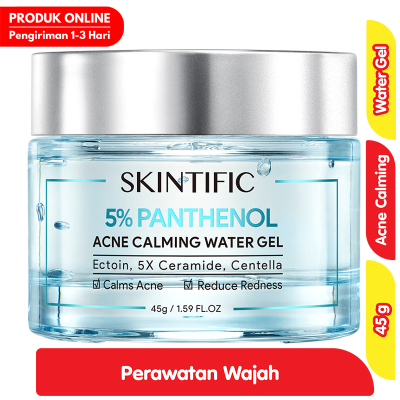 PRODUK ONLINE
Pengiriman 1-3 Hari
SKINTIFIC
5% PANTHENOL
ACNE CALMING WATER GEL
Ectoin, 5X Ceramide, Centella
☑ Calms Acne ☑ Reduce Redness
45g / 1.59 FL.OZ
Water Gel
Acne Calming
45 g
Perawatan Wajah